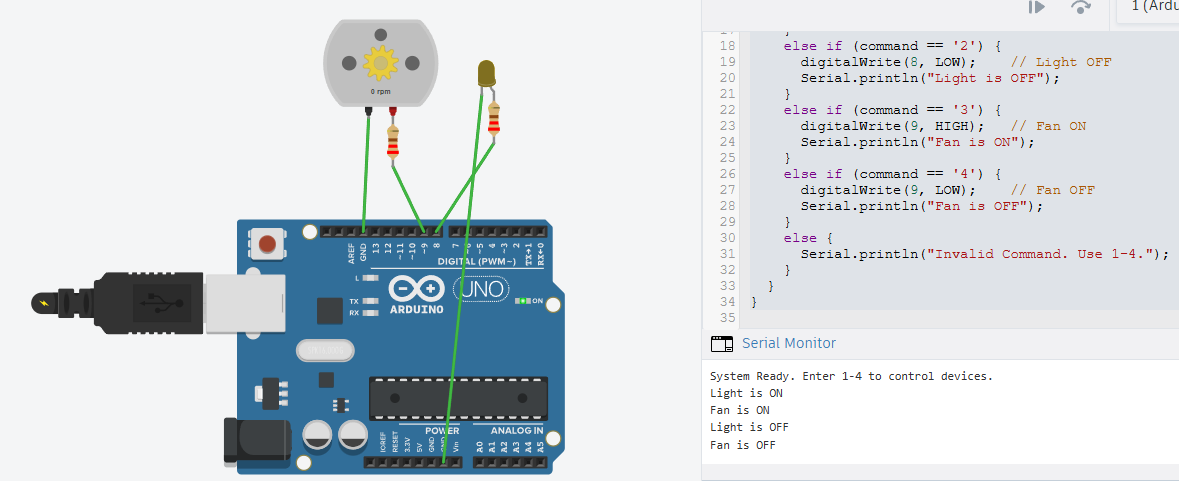 1 (Ardu
18 else if (command == '2') {
19 digitalWrite(8, LOW); // Light OFF
20 Serial.println("Light is OFF");
21 }
22 else if (command == '3') {
23 digitalWrite(9, HIGH); // Fan ON
24 Serial.println("Fan is ON");
25 }
26 else if (command == '4') {
27 digitalWrite(9, LOW); // Fan OFF
28 Serial.println("Fan is OFF");
29 }
30 else {
31 Serial.println("Invalid Command. Use 1-4.");
32 }
33 }
34 }
35
Serial Monitor
System Ready. Enter 1-4 to control devices.
Light is ON
Fan is ON
Light is OFF
Fan is OFF
0 rpm
AREF GND 13 12 ~11 ~10 ~9 8 7 ~5 4 ~3 2 TX→1 RX←0
DIGITAL (PWM~)
L
TX
RX
UNO
ON
ARDUINO
POWER
ANALOG IN
IOREF RESET 3.3V 5V GND GND Vin A0 A1 A2 A3 A4 A5